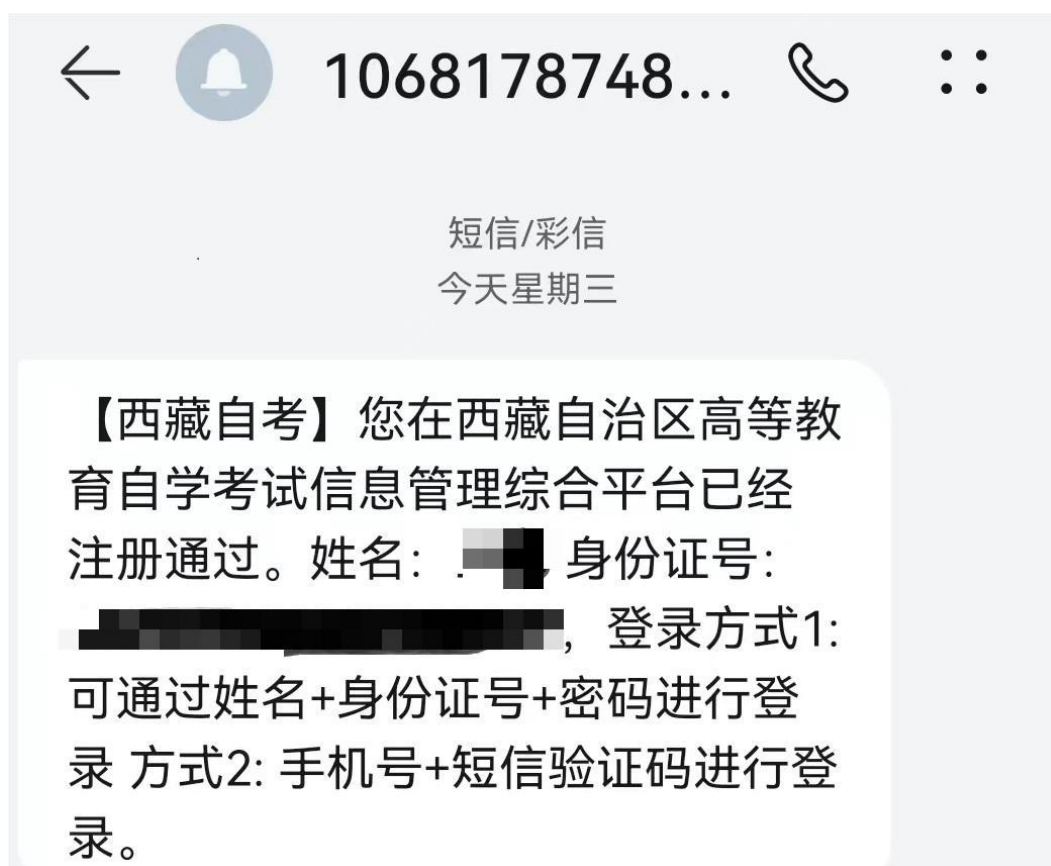 1068178748...
短信/彩信
今天星期三
【西藏自考】您在西藏自治区高等教
育自学考试信息管理综合平台已经
注册通过。姓名: 身份证号:
, 登录方式1:
可通过姓名+身份证号+密码进行登
录 方式2: 手机号+短信验证码进行登
录。